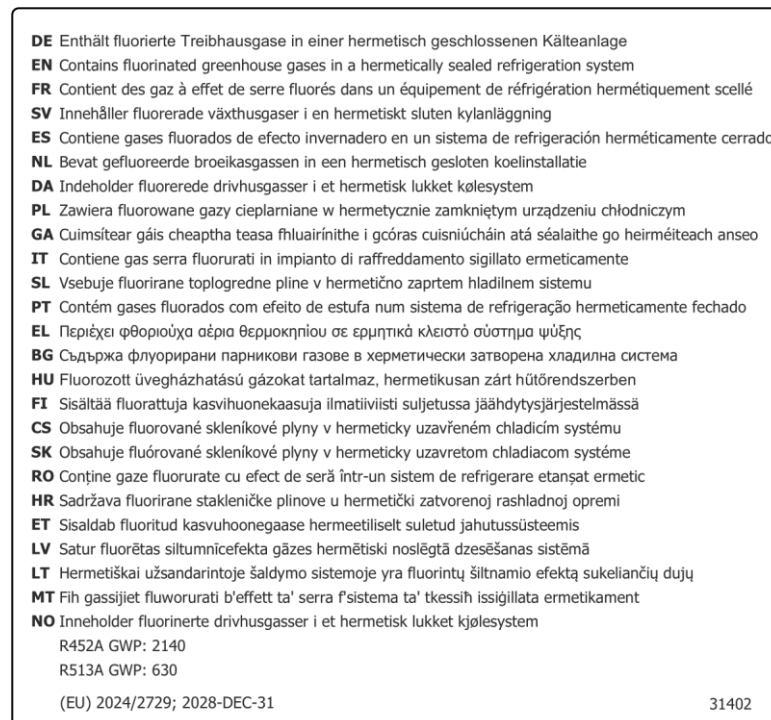 DE Enthält fluorierte Treibhausgase in einer hermetisch geschlossenen Kälteanlage
EN Contains fluorinated greenhouse gases in a hermetically sealed refrigeration system
FR Contient des gaz à effet de serre fluorés dans un équipement de réfrigération hermétiquement scellé
SV Innehåller fluorerade växthusgaser i en hermetiskt sluten kylanläggning
ES Contiene gases fluorados de efecto invernadero en un sistema de refrigeración herméticamente cerrado
NL Bevat gefluoreerde broeikasgassen in een hermetisch gesloten koelinstallatie
DA Indeholder fluorerede drivhusgasser i et hermetisk lukket kølesystem
PL Zawiera fluorowane gazy cieplarniane w hermetycznie zamkniętym urządzeniu chłodniczym
GA Cuimsítear gáis cheaptha teasa fhluairínithe i gcóras cuisniúcháin atá séalaithe go heirméiteach anseo
IT Contiene gas serra fluorurati in impianto di raffreddamento sigillato ermeticamente
SL Vsebuje fluorirane toplogredne pline v hermetično zaprtem hladilnem sistemu
PT Contém gases fluorados com efeito de estufa num sistema de refrigeração hermeticamente fechado
EL Περιέχει φθοριούχα αέρια θερμοκηπίου σε ερμητικά κλειστό σύστημα ψύξης
BG Съдържа флуорирани парникови газове в херметически затворена хладилна система
HU Fluorozott üvegházhatású gázokat tartalmaz, hermetikusan zárt hűtőrendszerben
FI Sisältää fluorattuja kasvihuonekaasuja ilmatiiviisti suljetussa jäähdytysjärjestelmässä
CS Obsahuje fluorované skleníkové plyny v hermeticky uzavřeném chladicím systému
SK Obsahuje fluórované skleníkové plyny v hermeticky uzavretom chladiacom systéme
RO Conține gaze fluorurate cu efect de seră într-un sistem de refrigerare etanșat ermetic
HR Sadržava fluorirane stakleničke plinove u hermetički zatvorenoj rashladnoj opremi
ET Sisaldab fluoritud kasvuhoonegaase hermeetiliselt suletud jahutussüsteemis
LV Satur fluorētas siltumnīcefekta gāzes hermētiski noslēgtā dzesēšanas sistēmā
LT Hermetiškai užsandarintoje šaldymo sistemoje yra fluorintų šiltnamio efektą sukeliančių dujų
MT Fih gassijiet fluworurati b'effett ta' serra f'sistema ta' tkessiħ issiġillata ermetikament
NO Inneholder fluorinerte drivhusgasser i et hermetisk lukket kjølesystem
R452A GWP: 2140
R513A GWP: 630
(EU) 2024/2729; 2028-DEC-31 31402